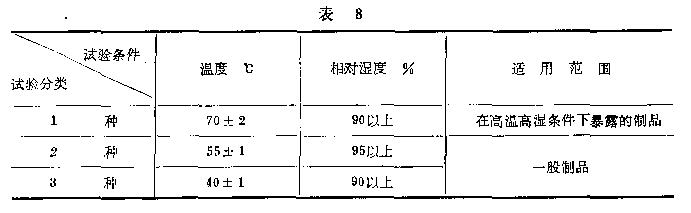 表 8
试验条件
试验分类
温度 ℃
相对湿度 %
适用范围
1 种
70±2
90以上
在高温高湿条件下暴露的制品
2 种
55±1
95以上
一般制品
3 种
40±1
90以上